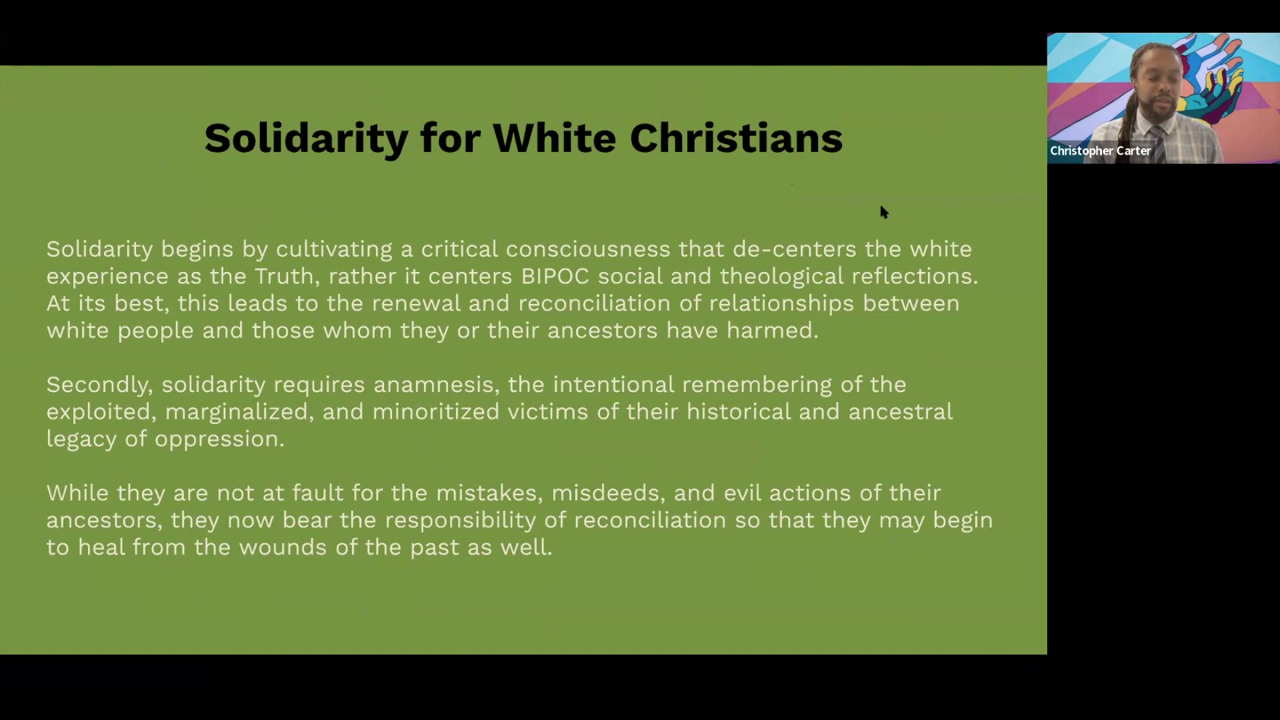 Solidarity for White Christians
Christopher Carter
Solidarity begins by cultivating a critical consciousness that de-centers the white
experience as the Truth, rather it centers BIPOC social and theological reflections.
At its best, this leads to the renewal and reconciliation of relationships between
white people and those whom they or their ancestors have harmed.
Secondly, solidarity requires anamnesis, the intentional remembering of the
exploited, marginalized, and minoritized victims of their historical and ancestral
legacy of oppression.
While they are not at fault for the mistakes, misdeeds, and evil actions of their
ancestors, they now bear the responsibility of reconciliation so that they may begin
to heal from the wounds of the past as well.